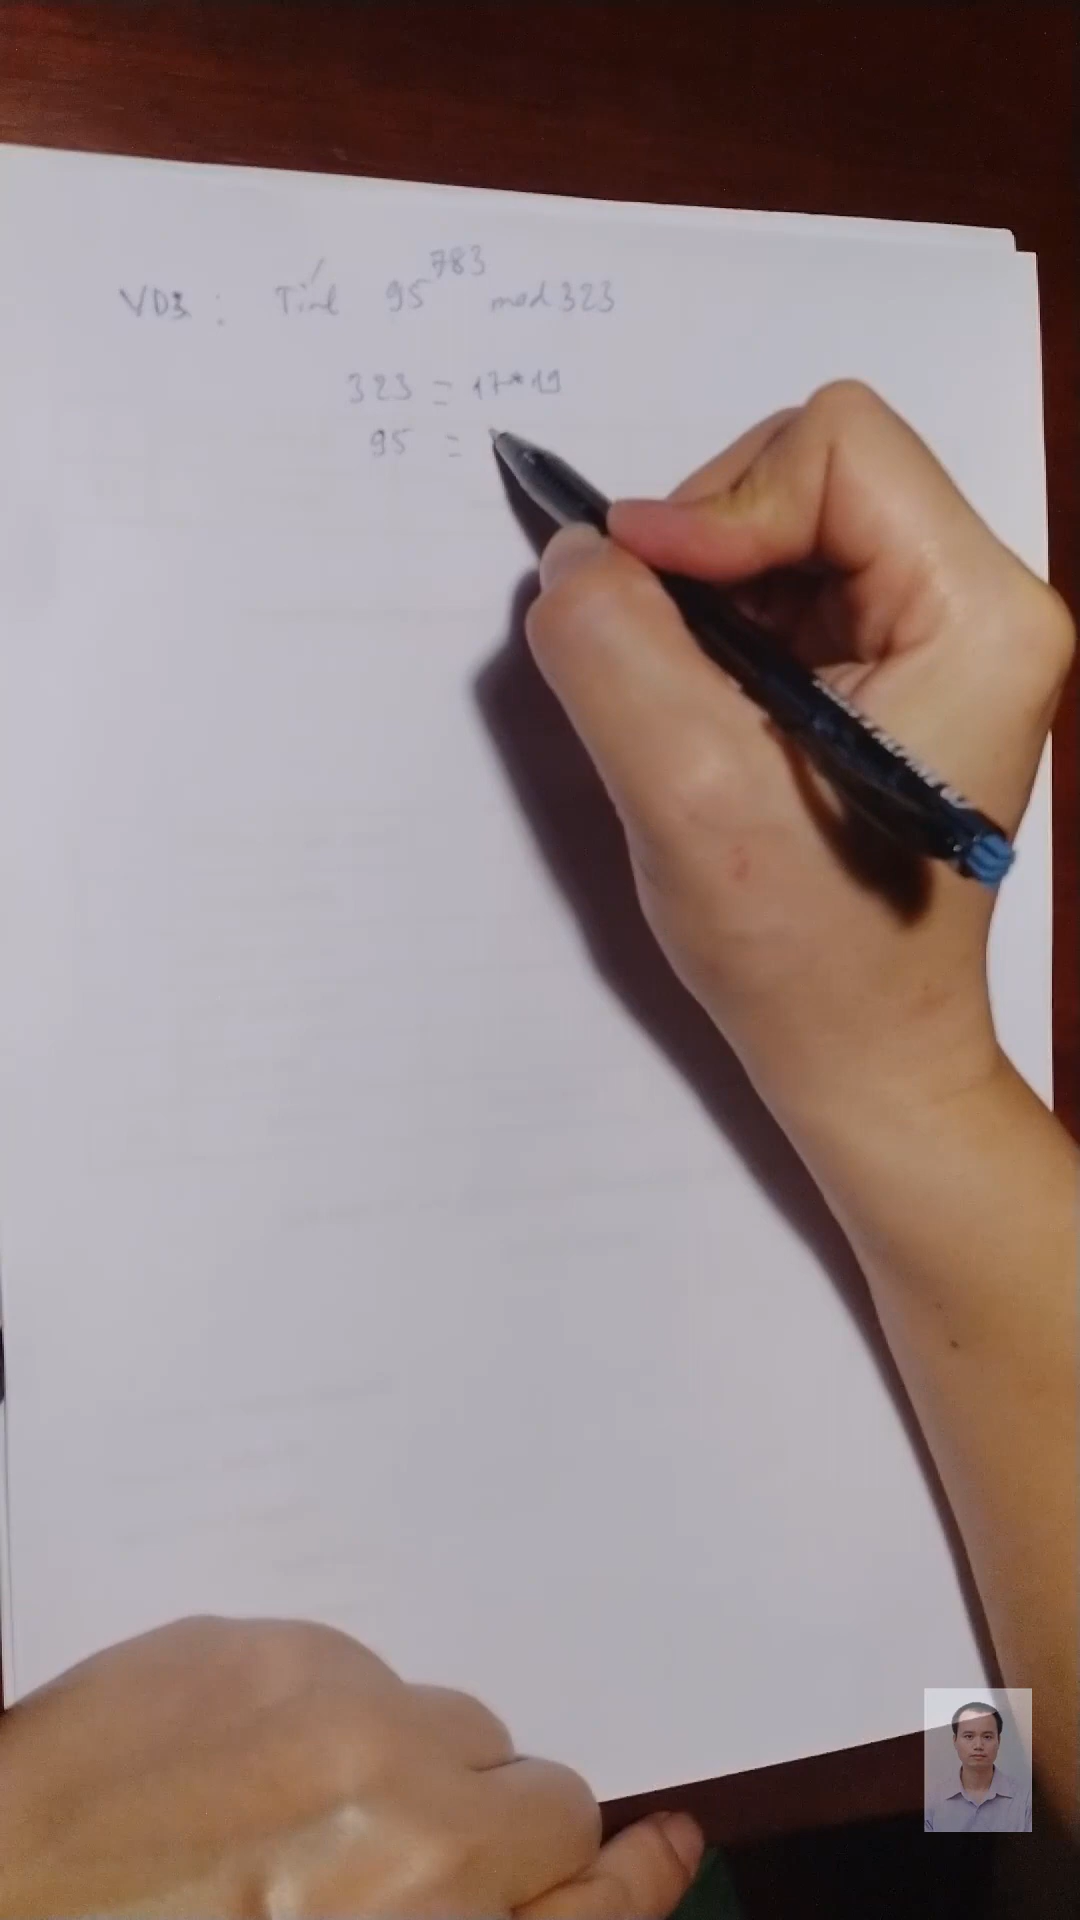 VD3 : Tính 95^783 mod 323
323 = 17*19
95 =